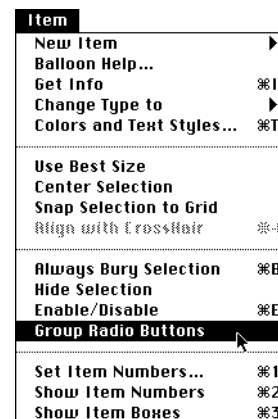 Item
New Item
Balloon Help...
Get Info ⌘I
Change Type to
Colors and Text Styles... ⌘T
Use Best Size
Center Selection
Snap Selection to Grid
Align with CrossHair
Always Bury Selection ⌘B
Hide Selection
Enable/Disable ⌘E
Group Radio Buttons
Set Item Numbers... ⌘1
Show Item Numbers ⌘2
Show Item Boxes ⌘3